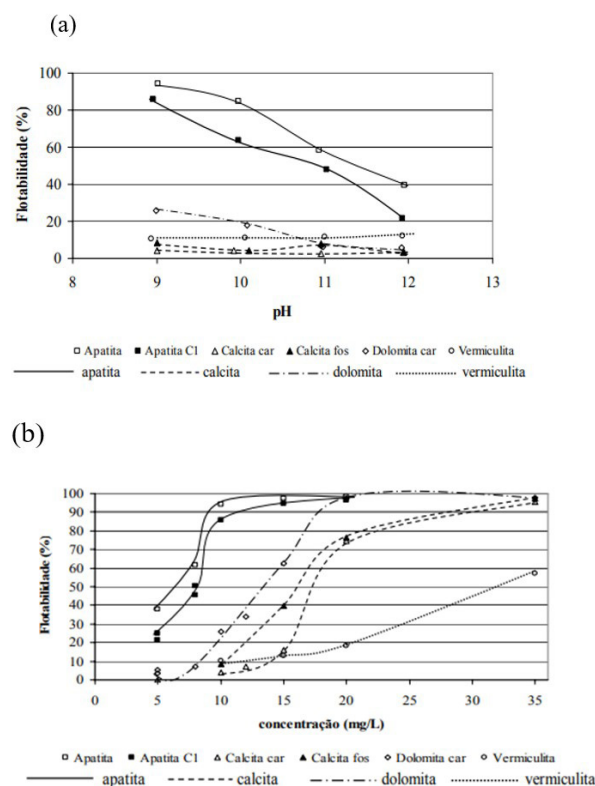 (a)
Flotabilidade (%)
100
80
60
40
20
0
8 9 10 11 12 13
pH
Apatita Apatita C1 Calcita car Calcita fos Dolomita car Vermiculita
apatita calcita dolomita vermiculita
(b)
Flotabilidade (%)
100
90
80
70
60
50
40
30
20
10
0
0 5 10 15 20 25 30 35
concentração (mg/L)
Apatita Apatita C1 Calcita car Calcita fos Dolomita car Vermiculita
apatita calcita dolomita vermiculita